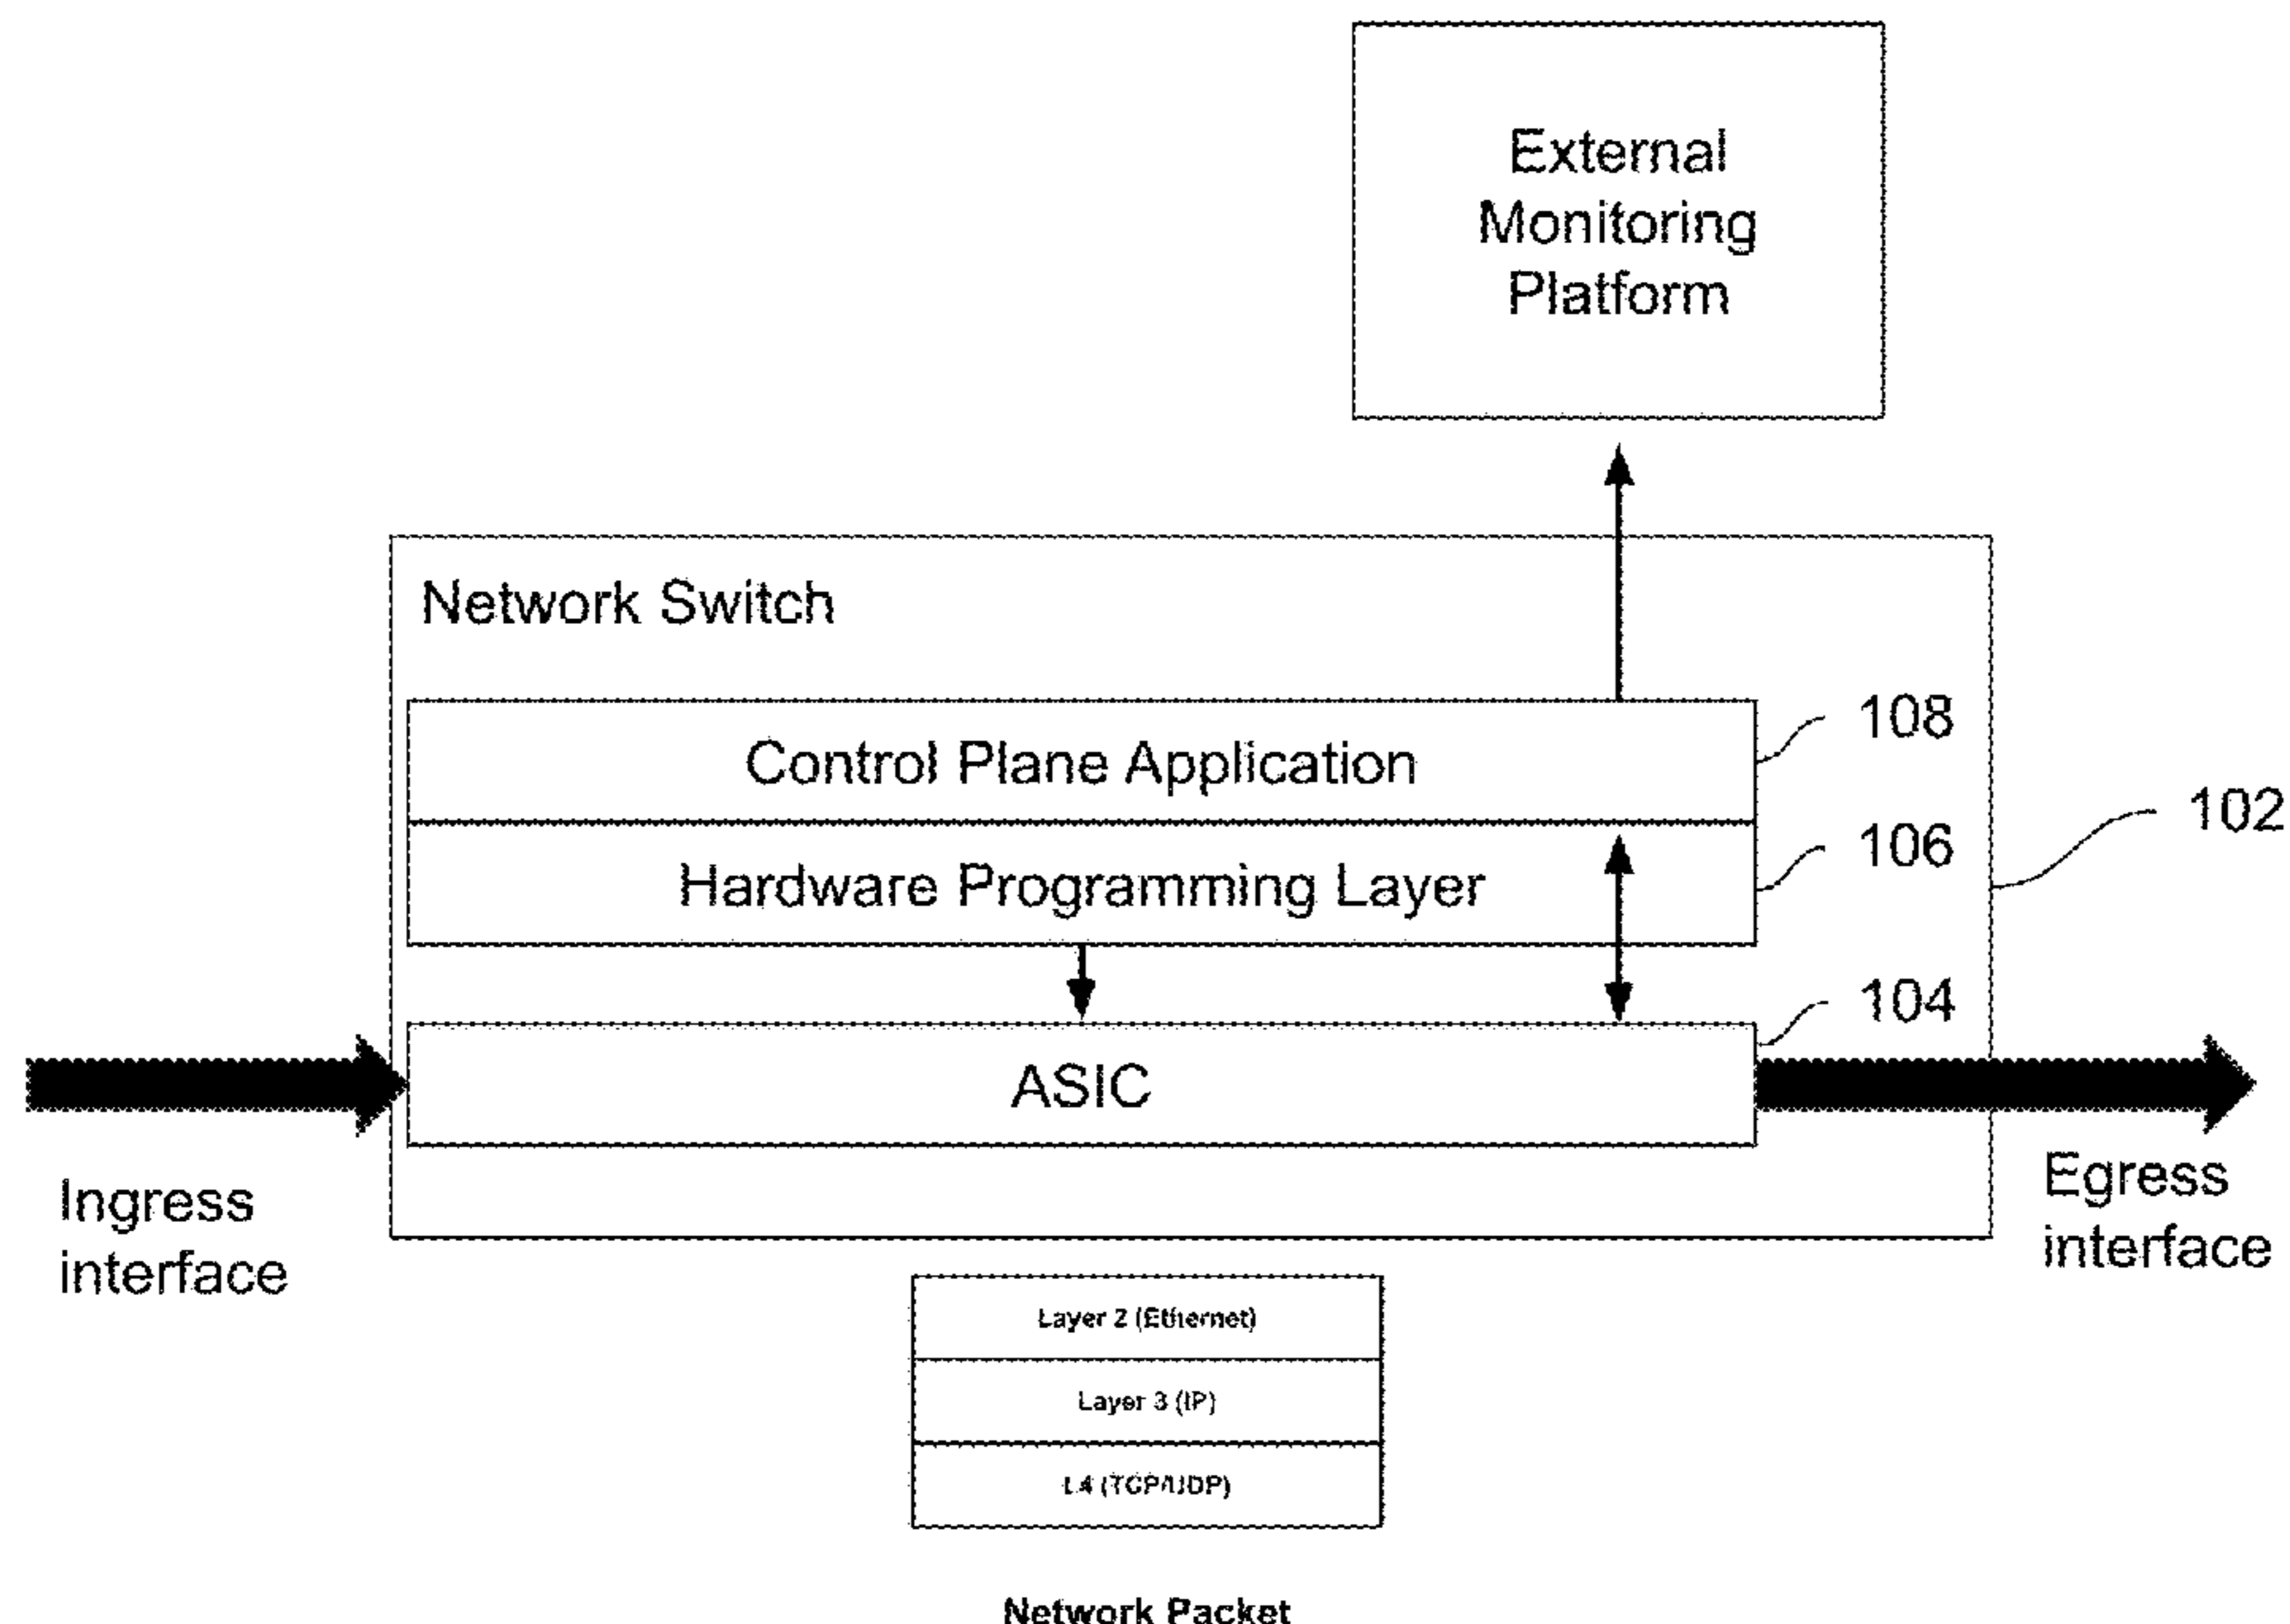 External
Monitoring
Platform
Network Switch
Control Plane Application
108
102
Hardware Programming Layer
106
104
ASIC
Ingress
interface
Egress
interface
Layer 2 (Ethernet)
Layer 3 (IP)
L4 (TCP/UDP)
Network Packet